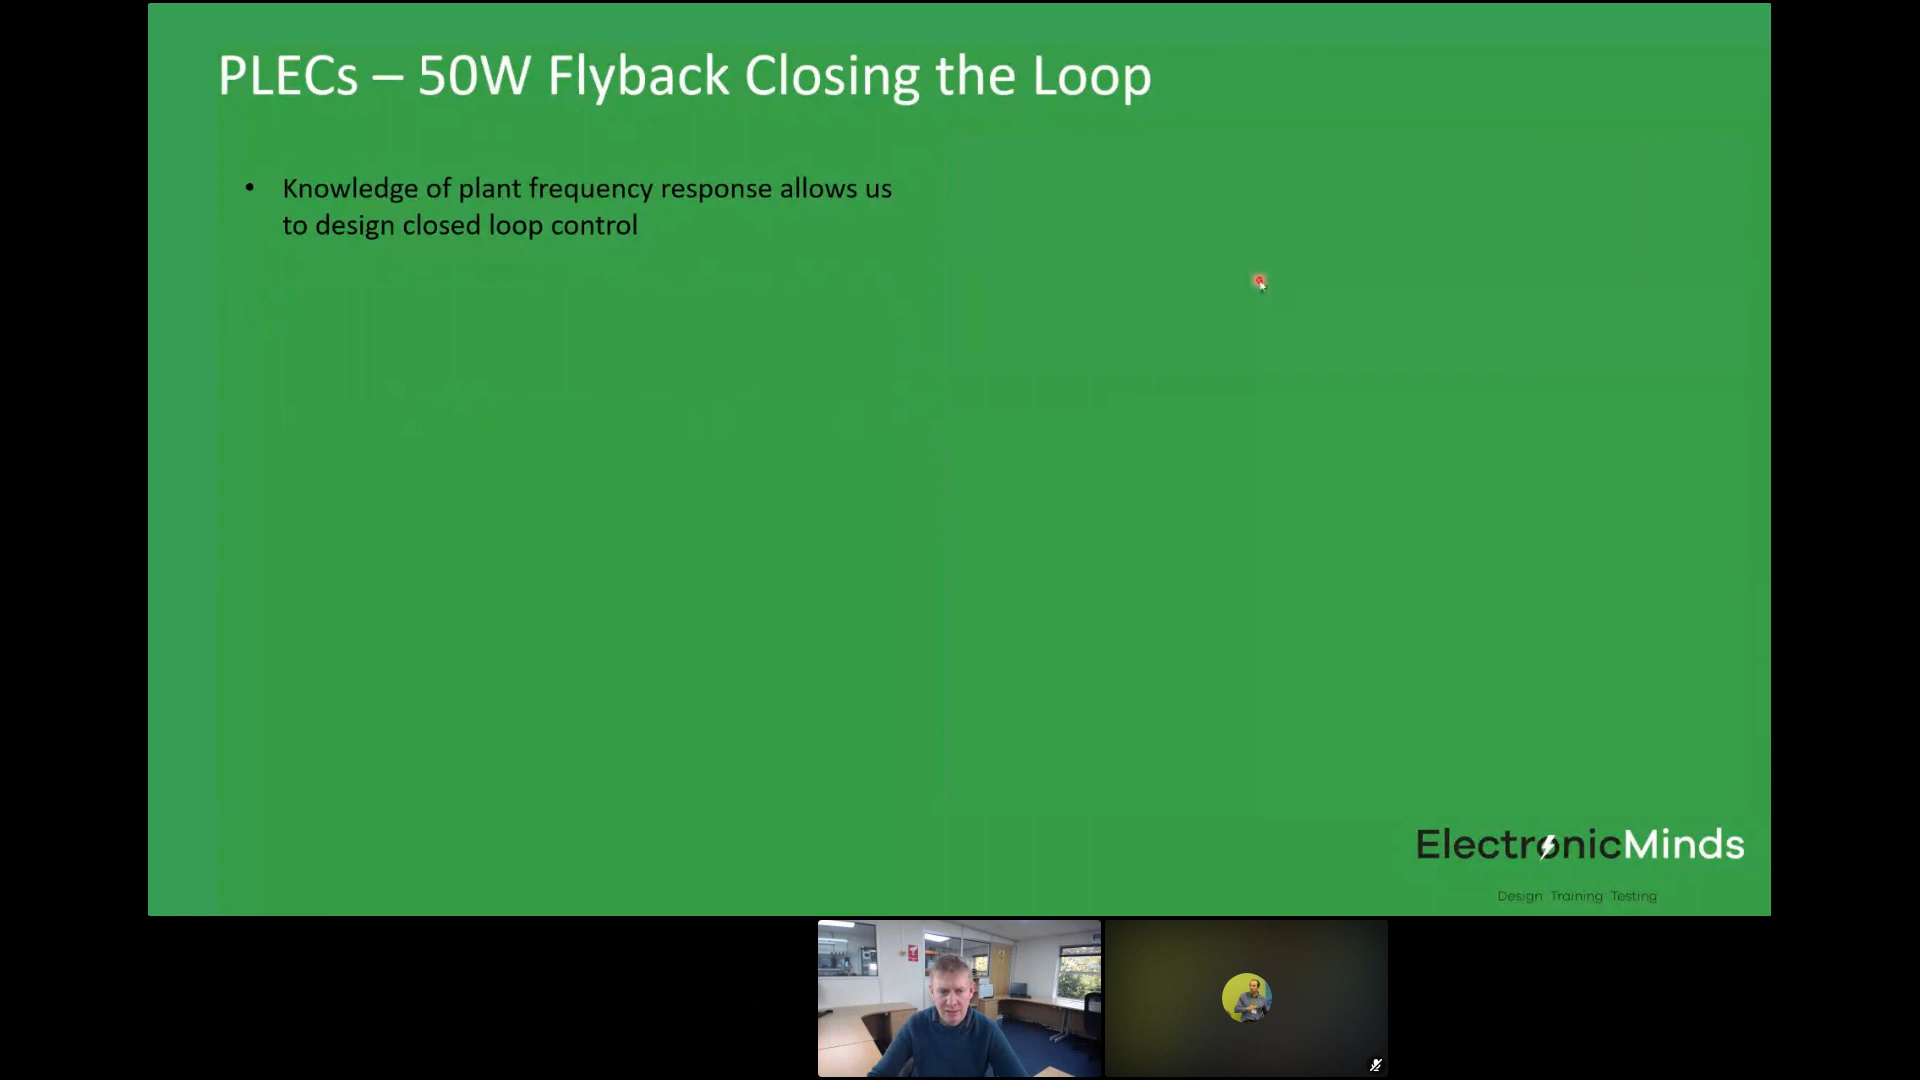 PLECs – 50W Flyback Closing the Loop
• Knowledge of plant frequency response allows us
to design closed loop control
ElectronicMinds
Design Training Testing